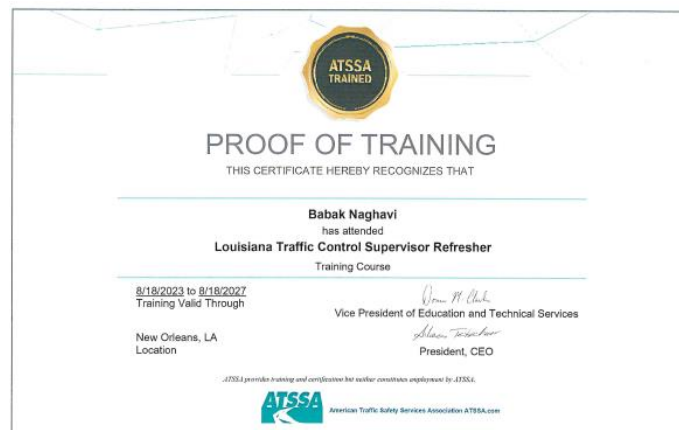 ATSSA
TRAINED
PROOF OF TRAINING
THIS CERTIFICATE HEREBY RECOGNIZES THAT
Babak Naghavi
has attended
Louisiana Traffic Control Supervisor Refresher
Training Course
8/18/2023 to 8/18/2027
Training Valid Through
Vice President of Education and Technical Services
New Orleans, LA
Location
President, CEO
ATSSA provides training and certification but neither constitutes employment by ATSSA.
ATSSA
American Traffic Safety Services Association ATSSA.com